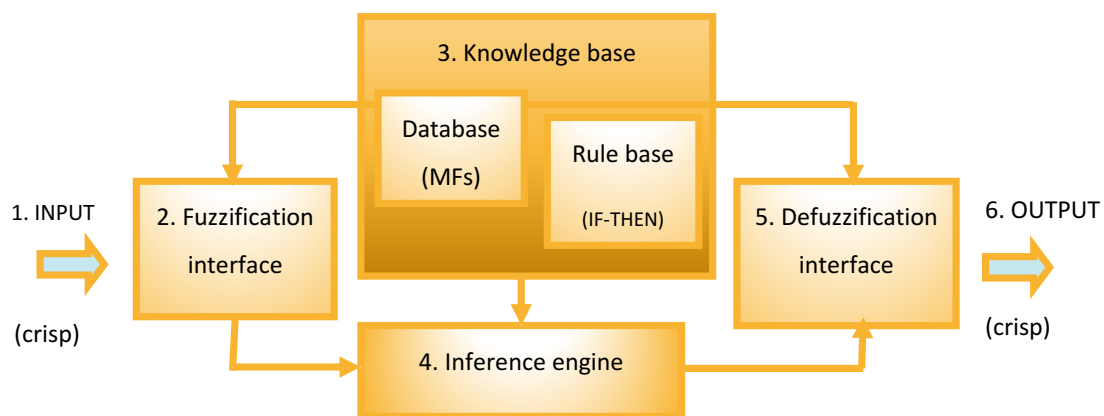 3. Knowledge base
Database
(MFs)
Rule base
(IF-THEN)
1. INPUT
(crisp)
2. Fuzzification
interface
4. Inference engine
5. Defuzzification
interface
6. OUTPUT
(crisp)